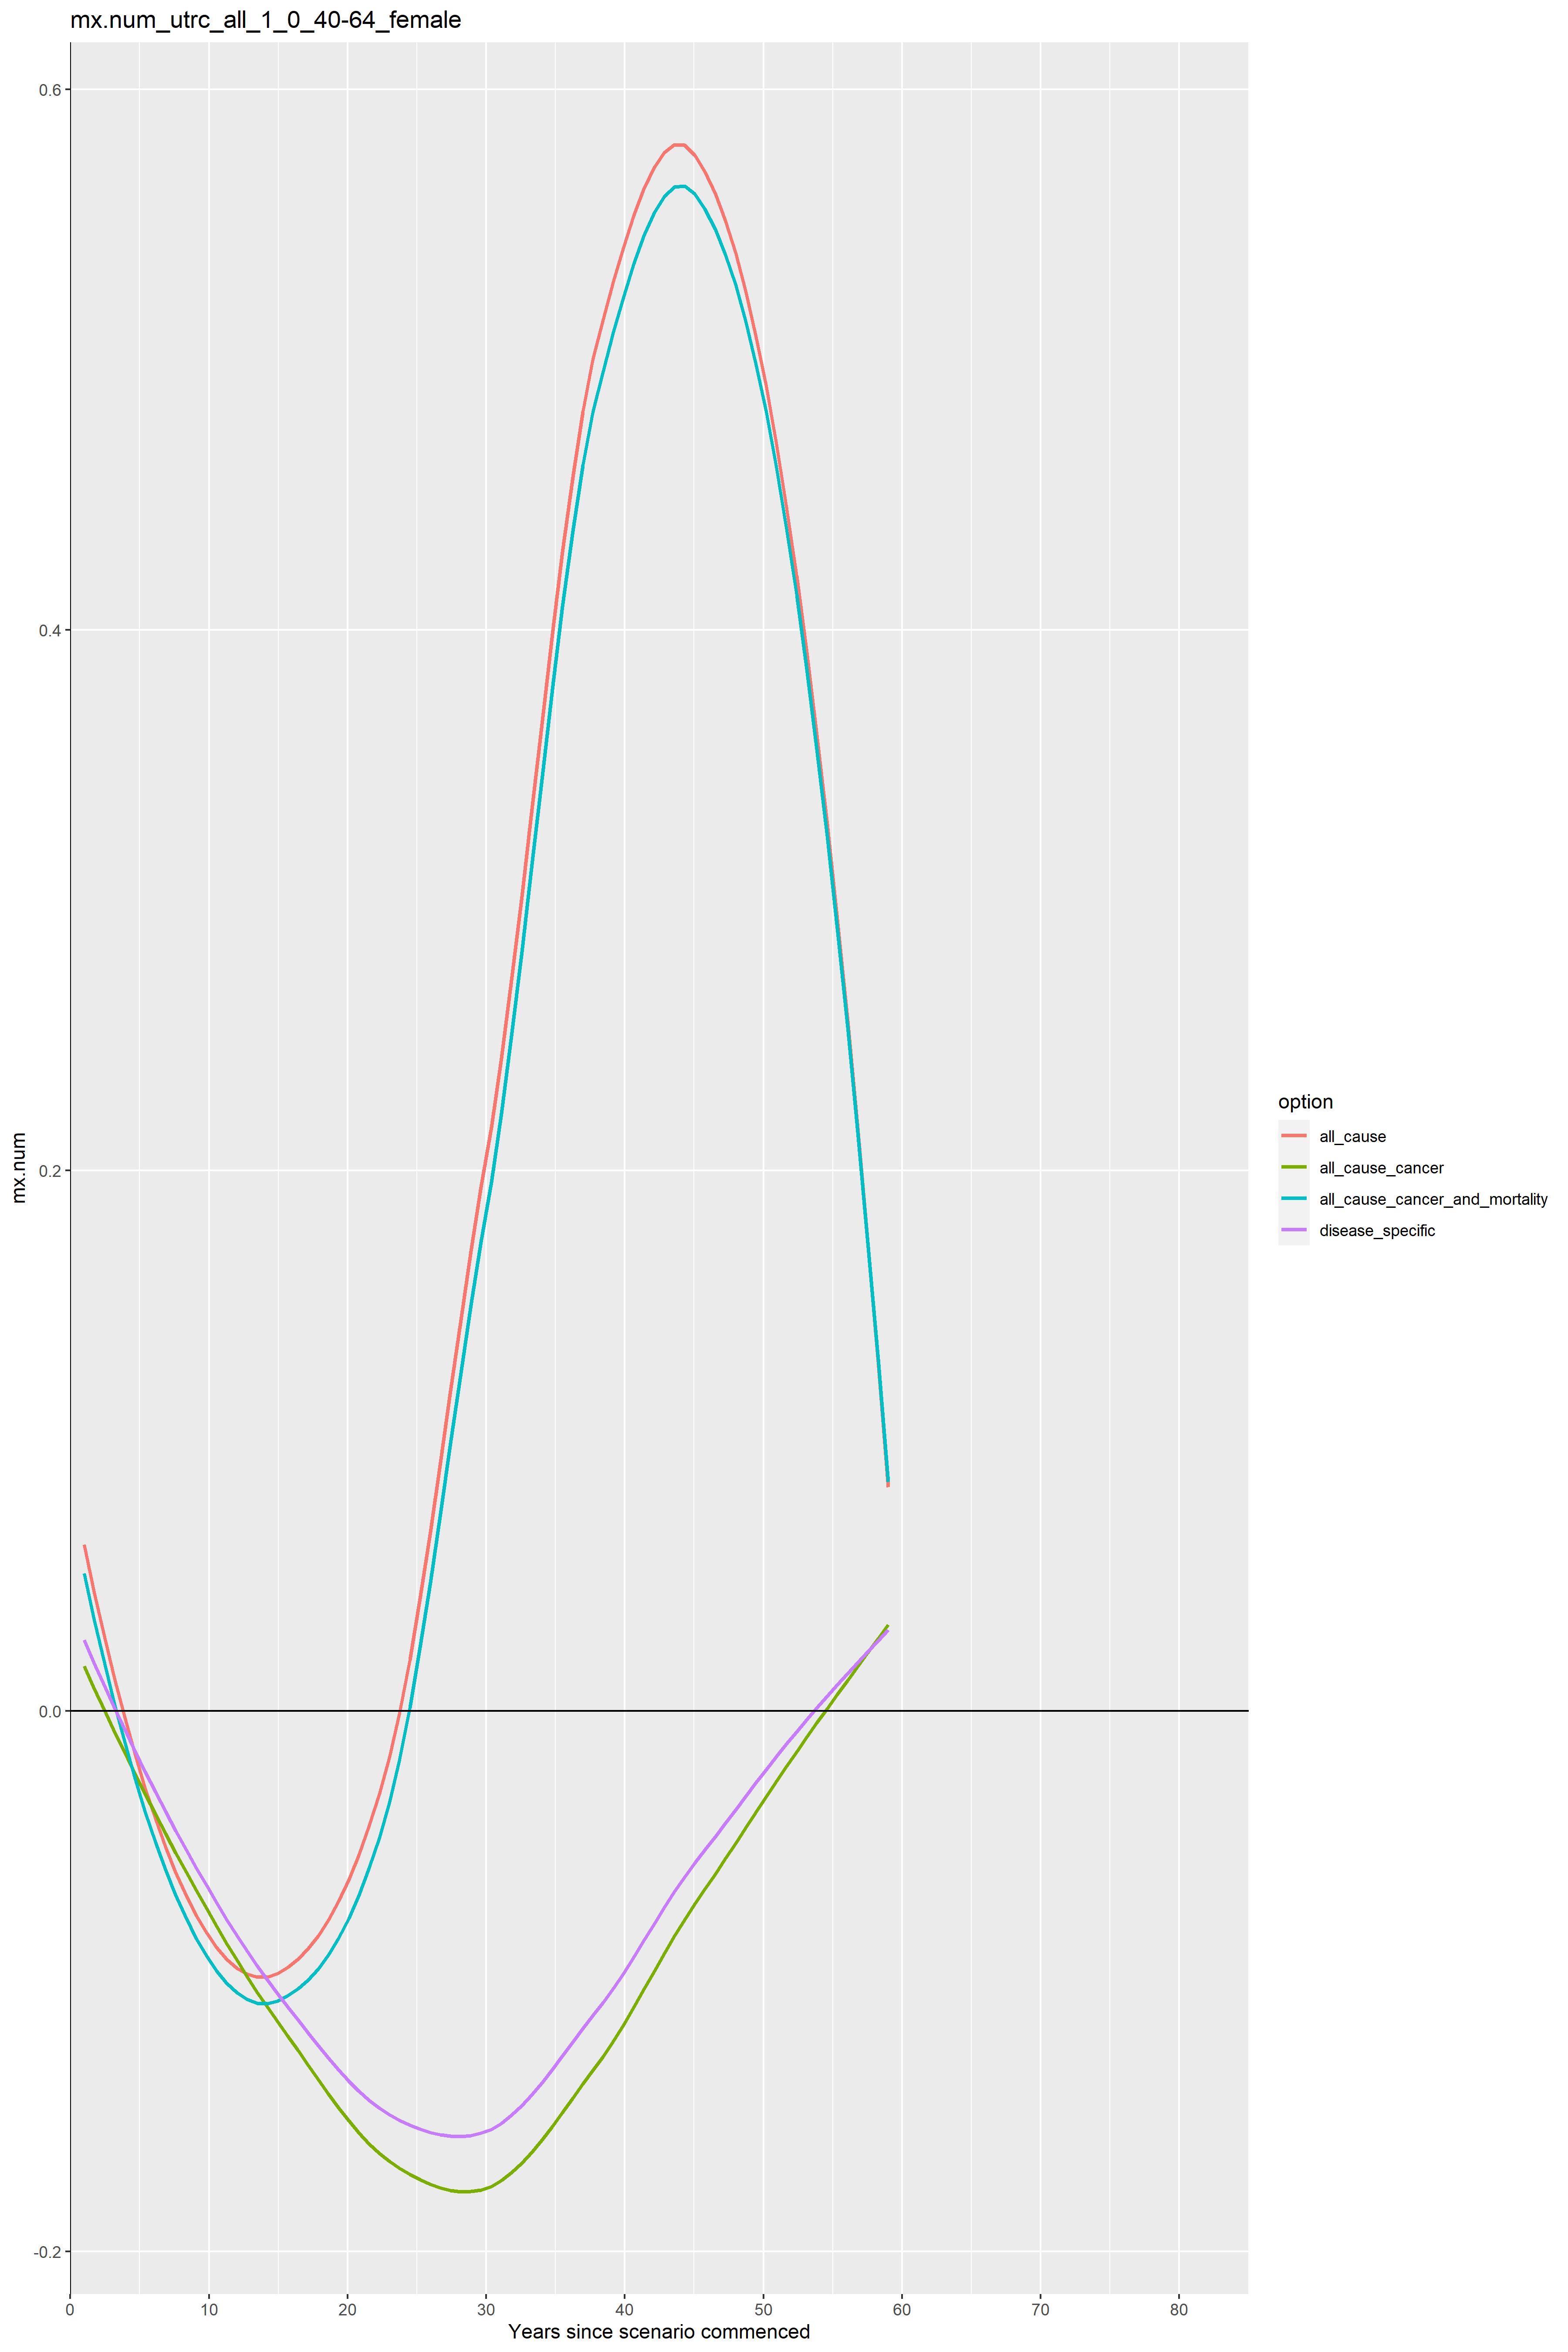 mx.num_utrc_all_1_0_40-64_female
0.6
0.4
0.2
0.0
-0.2
mx.num
0 10 20 30 40 50 60 70 80
Years since scenario commenced
option
all_cause
all_cause_cancer
all_cause_cancer_and_mortality
disease_specific